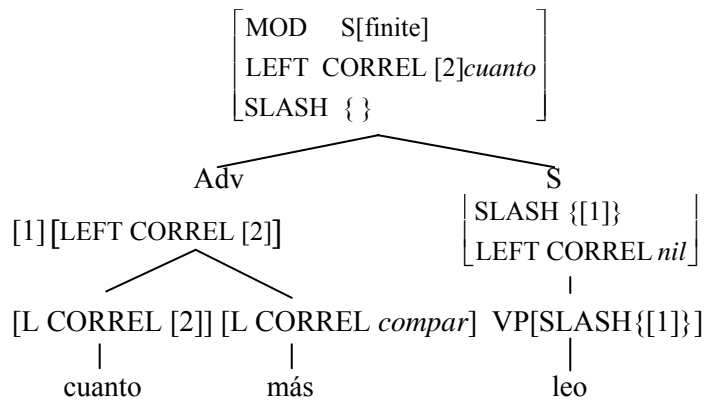 MOD S[finite]
LEFT CORREL [2]cuanto
SLASH { }
Adv S
[1][LEFT CORREL [2]] SLASH {[1]}
LEFT CORREL nil
[L CORREL [2]] [L CORREL compar] VP[SLASH{[1]}]
cuanto más leo